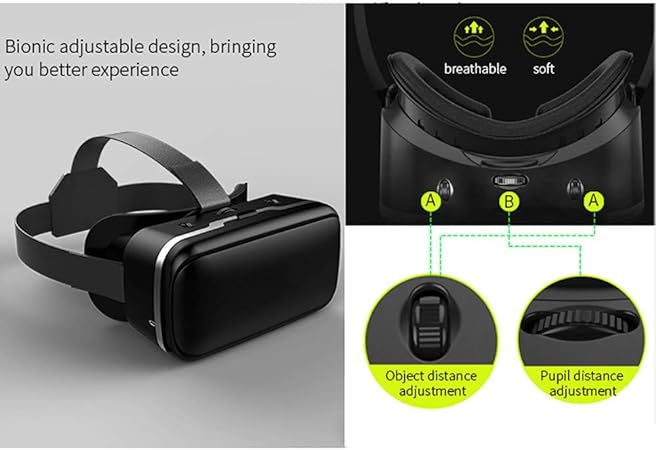 Bionic adjustable design, bringing
you better experience
breathable
soft
A
B
A
Object distance
adjustment
Pupil distance
adjustment